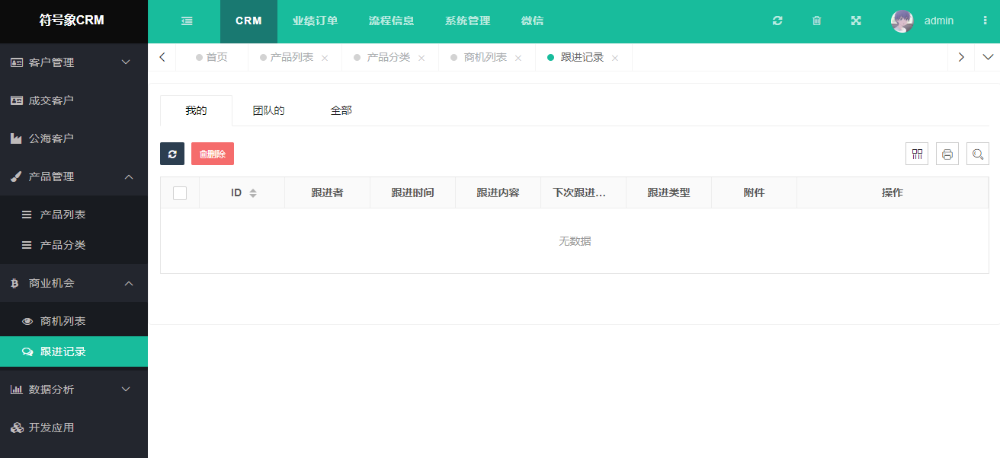 符号象CRM
CRM 业绩订单 流程信息 系统管理 微信 admin
首页 产品列表 产品分类 商机列表 跟进记录
客户管理
成交客户
公海客户
产品管理
产品列表
产品分类
商业机会
商机列表
跟进记录
数据分析
开发应用
我的 团队的 全部
删除
ID 跟进者 跟进时间 跟进内容 下次跟进... 跟进类型 附件 操作
无数据